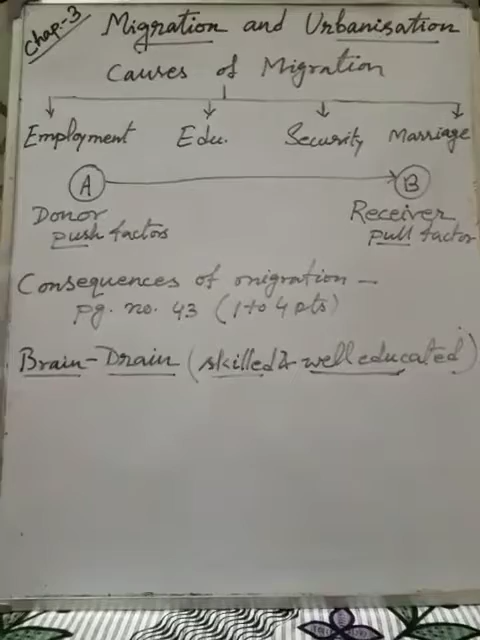 Chap.-3
Migration and Urbanisation
Causes of Migration
Employment Edu. Security Marriage
A B
Donor Receiver
push factors pull factor
Consequences of migration —
pg. no. 43 (1 to 4 pts)
Brain-Drain (skilled & well educated)